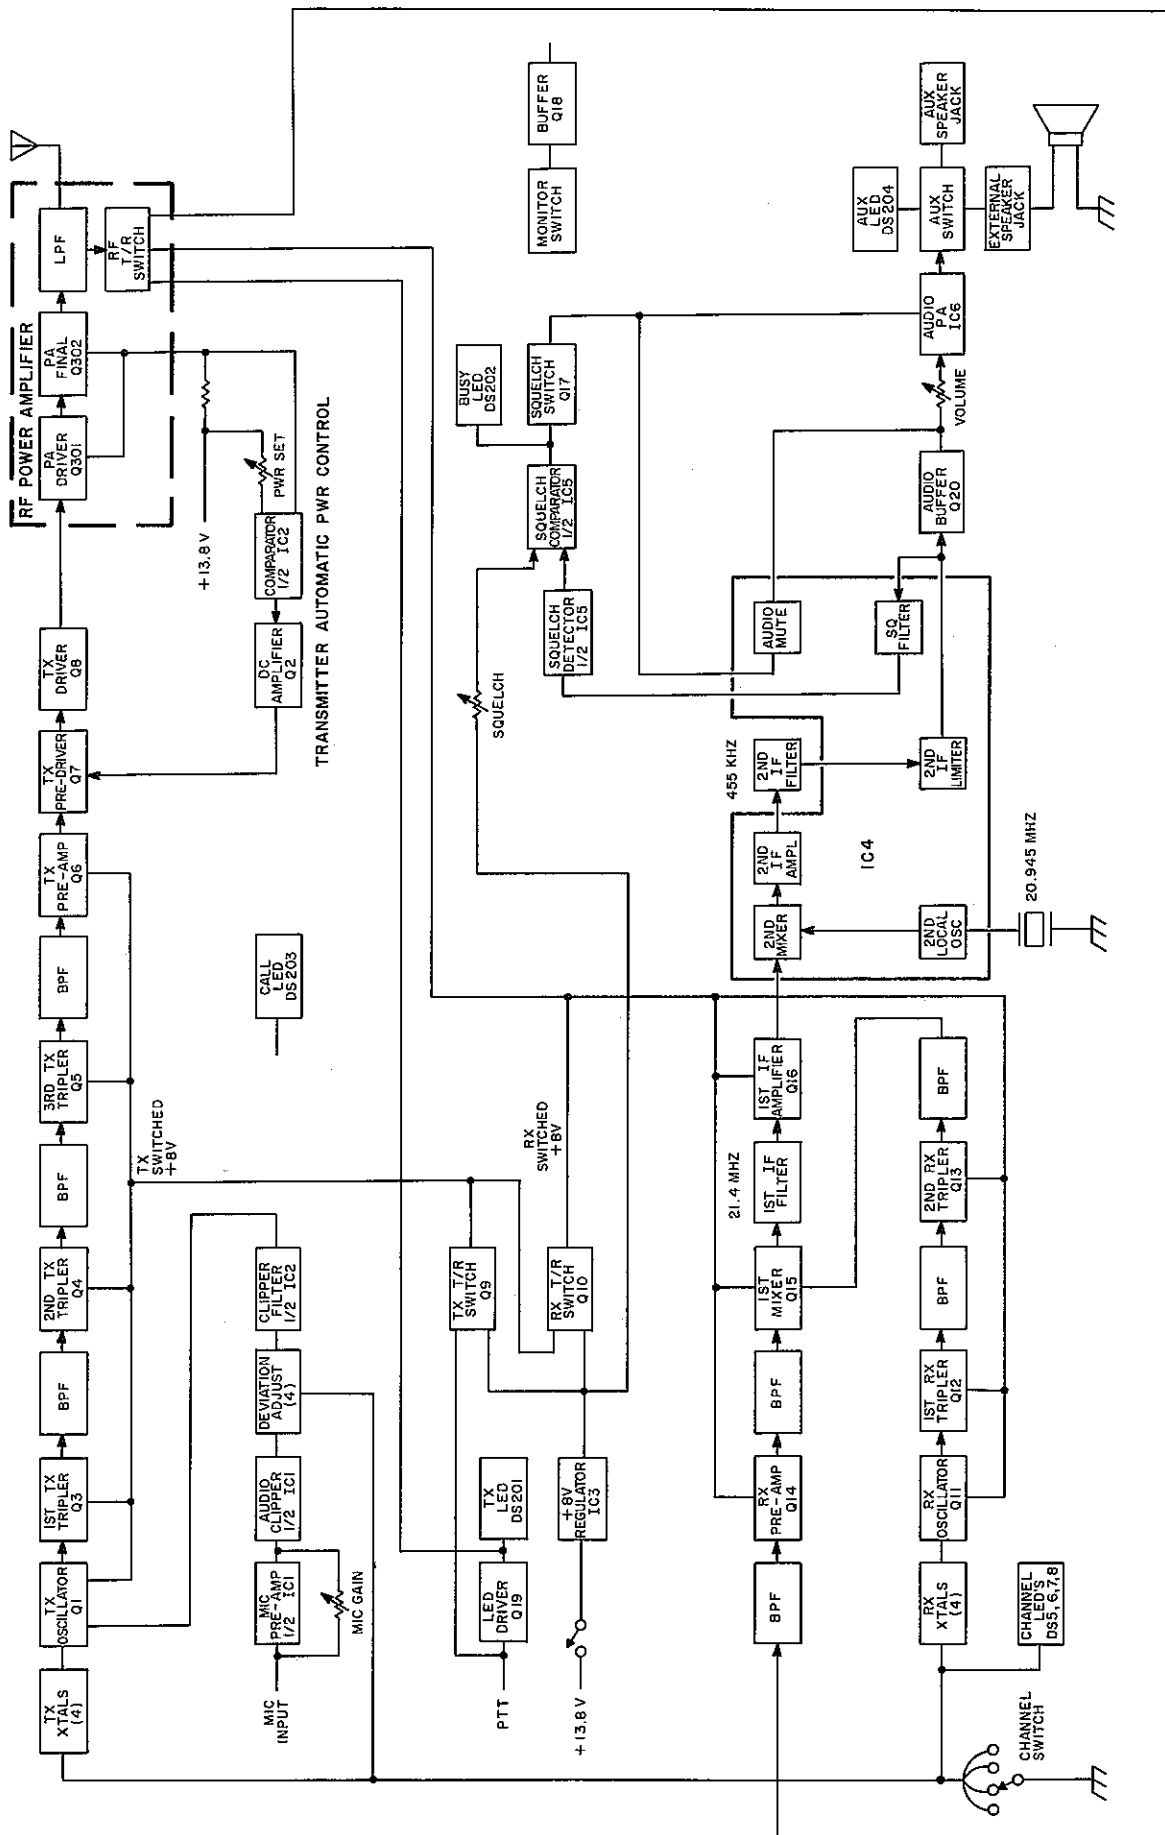 TX
XTALS
(4)
TX
OSCILLATOR
Q1
1ST TX
TRIPLER
Q3
BPF
2ND TX
TRIPLER
Q4
BPF
3RD TX
TRIPLER
Q5
BPF
TX
PRE-AMP
Q6
TX
PRE-DRIVER
Q7
TX
DRIVER
Q8
RF POWER AMPLIFIER
PA
DRIVER
Q301
PA
FINAL
Q302
LPF
RF
T/R
SWITCH
TX
SWITCHED
+8V
+13.8 V
PWR SET
MIC
INPUT
MIC
PRE-AMP
1/2 IC1
MIC GAIN
AUDIO
CLIPPER
1/2 IC1
DEVIATION
ADJUST
(4)
CLIPPER
FILTER
1/2 IC2
CALL
LED
DS203
DC
AMPLIFIER
Q2
COMPARATOR
1/2 IC2
TRANSMITTER AUTOMATIC PWR CONTROL
PTT
LED
DRIVER
Q19
TX
LED
DS201
TX T/R
SWITCH
Q9
RX
SWITCHED
+8V
+13.8 V
+8V
REGULATOR
IC3
RX T/R
SWITCH
Q10
SQUELCH
SQUELCH
DETECTOR
1/2 IC5
SQUELCH
COMPARATOR
1/2 IC5
BUSY
LED
DS202
SQUELCH
SWITCH
Q17
MONITOR
SWITCH
BUFFER
Q18
BPF
RX
PRE-AMP
Q14
BPF
1ST
MIXER
Q15
21.4 MHZ
1ST IF
FILTER
1ST IF
AMPLIFIER
Q16
2ND
MIXER
2ND
IF
AMPL
455 KHZ
2ND
IF
FILTER
AUDIO
MUTE
IC4
SQ
FILTER
2ND
IF
LIMITER
2ND
LOCAL
OSC
20.945 MHZ
AUDIO
BUFFER
Q20
VOLUME
AUDIO
PA
IC6
AUX
LED
DS204
AUX
SWITCH
AUX
SPEAKER
JACK
EXTERNAL
SPEAKER
JACK
RX
XTALS
(4)
RX
OSCILLATOR
Q11
1ST RX
TRIPLER
Q12
BPF
2ND RX
TRIPLER
Q13
BPF
CHANNEL
LED'S
DS5,6,7,8
CHANNEL
SWITCH